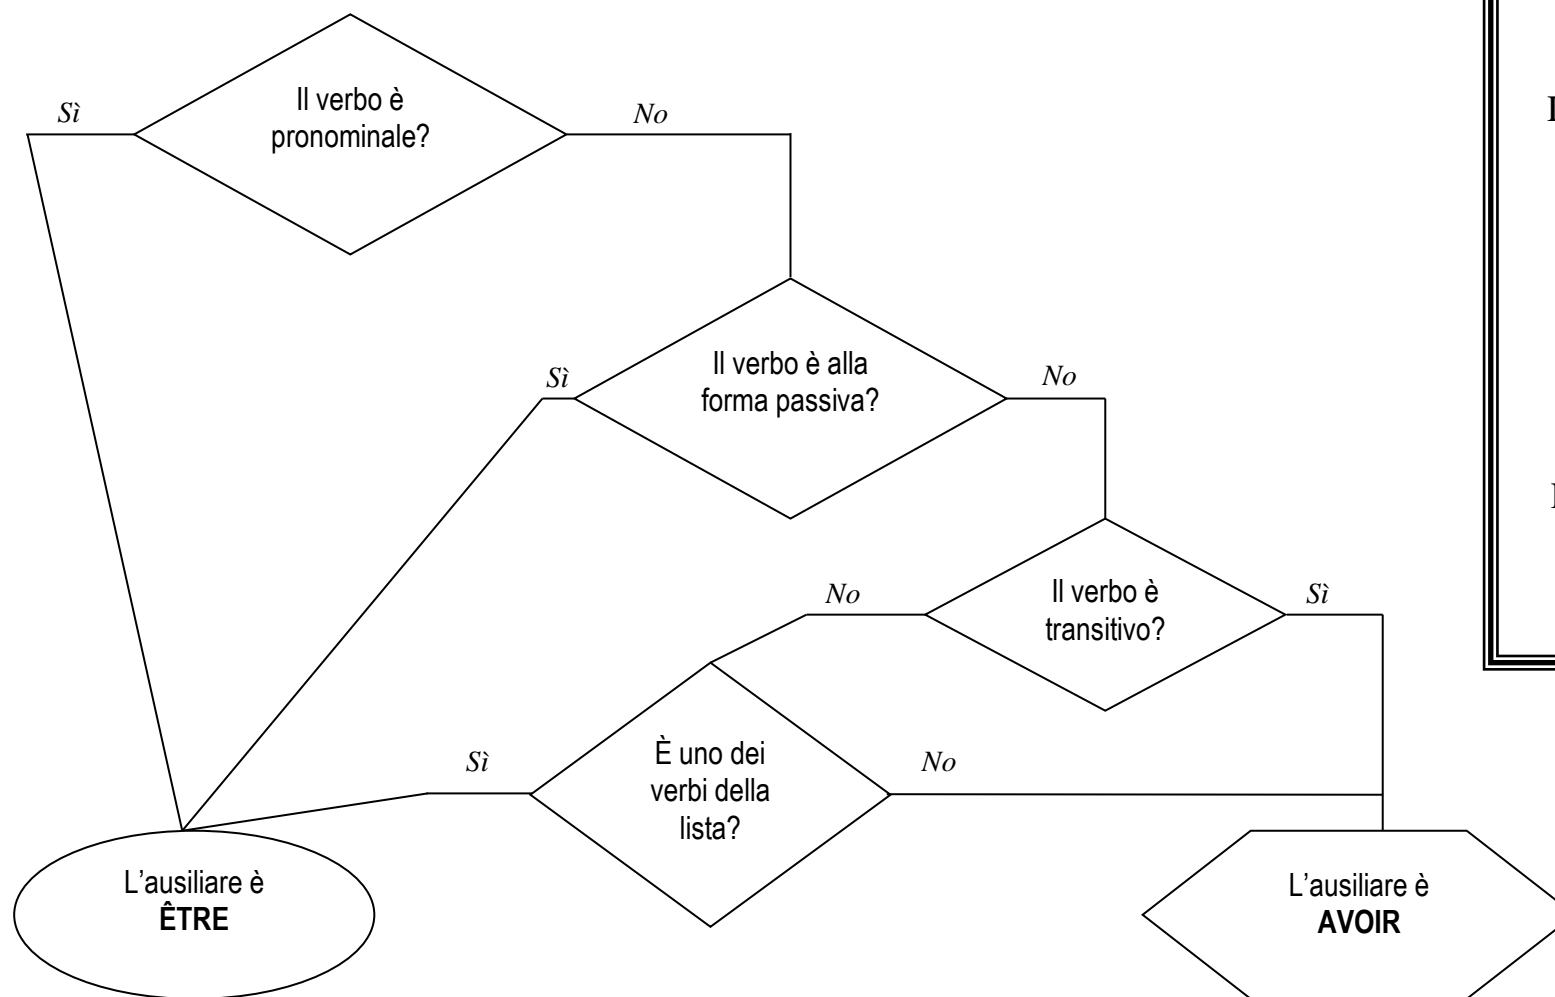 Il verbo è
pronominale?
Sì
No
Il verbo è alla
forma passiva?
Sì
No
Il verbo è
transitivo?
No
Sì
È uno dei
verbi della
lista?
Sì
No
L'ausiliare è
ÊTRE
L'ausiliare è
AVOIR